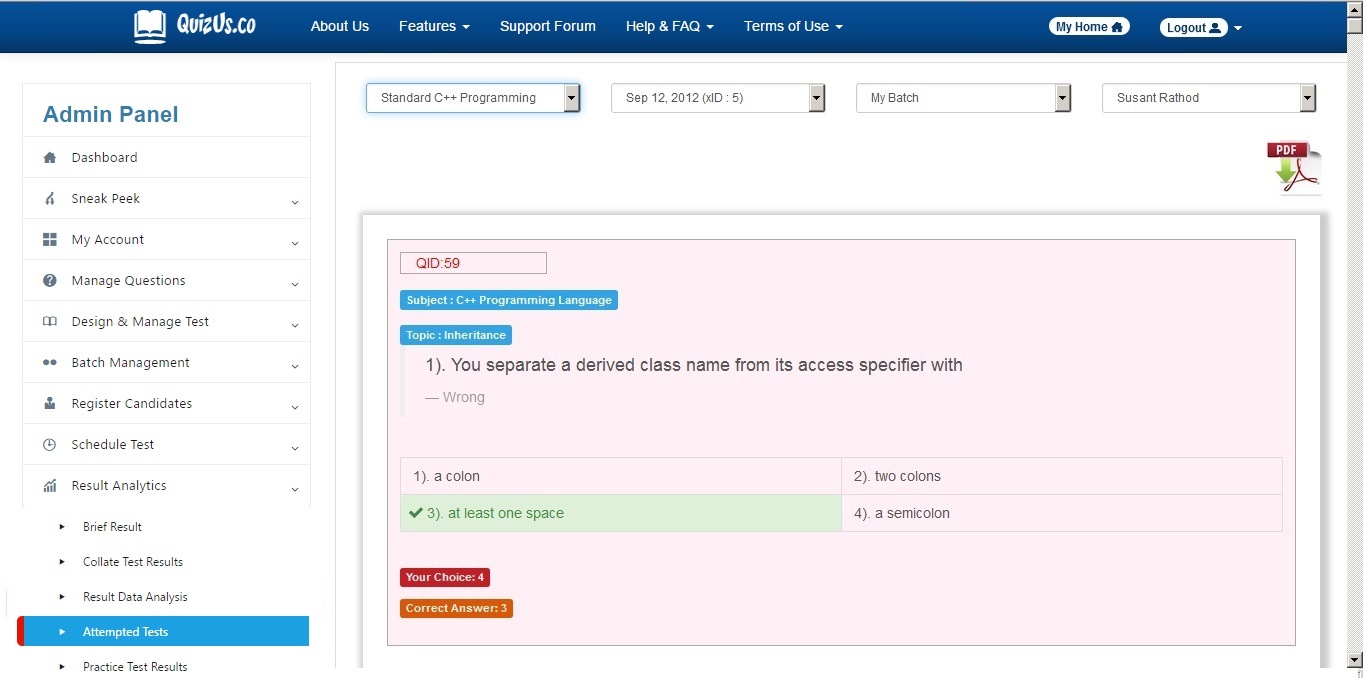 QuizUs.co
About Us Features Support Forum Help & FAQ Terms of Use My Home Logout
Admin Panel
Dashboard
Sneak Peek
My Account
Manage Questions
Design & Manage Test
Batch Management
Register Candidates
Schedule Test
Result Analytics
Brief Result
Collate Test Results
Result Data Analysis
Attempted Tests
Practice Test Results
Standard C++ Programming Sep 12, 2012 (xID : 5) My Batch Susant Rathod
PDF
QID:59
Subject : C++ Programming Language
Topic : Inheritance
1). You separate a derived class name from its access specifier with
— Wrong
1). a colon 2). two colons
3). at least one space 4). a semicolon
Your Choice: 4
Correct Answer: 3